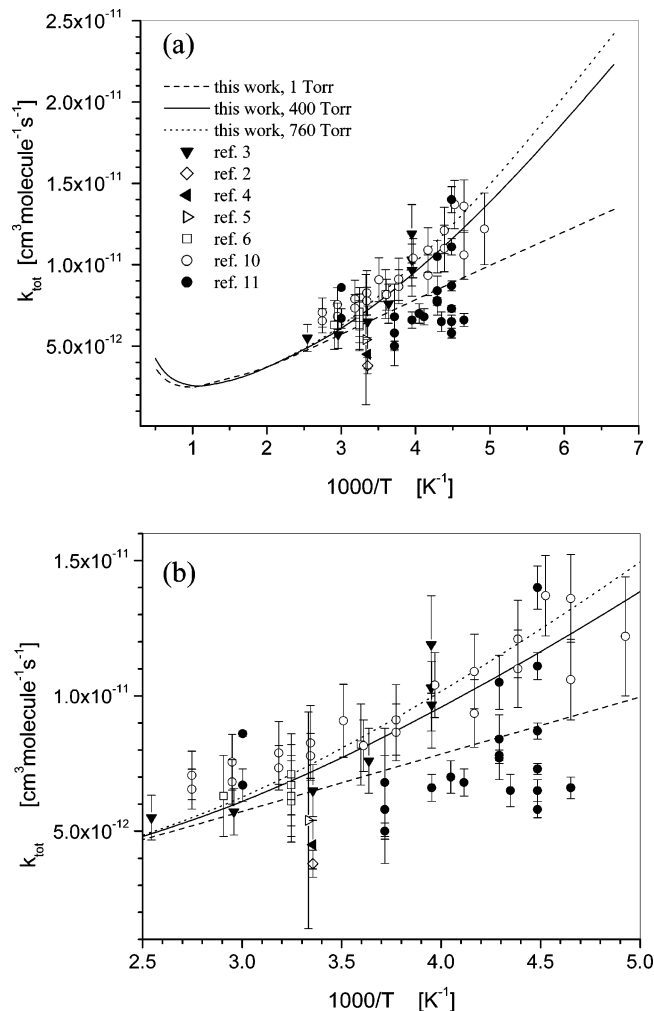 (a)
2.5x10⁻¹¹
2.0x10⁻¹¹
1.5x10⁻¹¹
1.0x10⁻¹¹
5.0x10⁻¹²
k_tot [cm³molecule⁻¹s⁻¹]
this work, 1 Torr
this work, 400 Torr
this work, 760 Torr
ref. 3
ref. 2
ref. 4
ref. 5
ref. 6
ref. 10
ref. 11
1 2 3 4 5 6 7
1000/T [K⁻¹]
(b)
1.5x10⁻¹¹
1.0x10⁻¹¹
5.0x10⁻¹²
k_tot [cm³molecule⁻¹s⁻¹]
2.5 3.0 3.5 4.0 4.5 5.0
1000/T [K⁻¹]